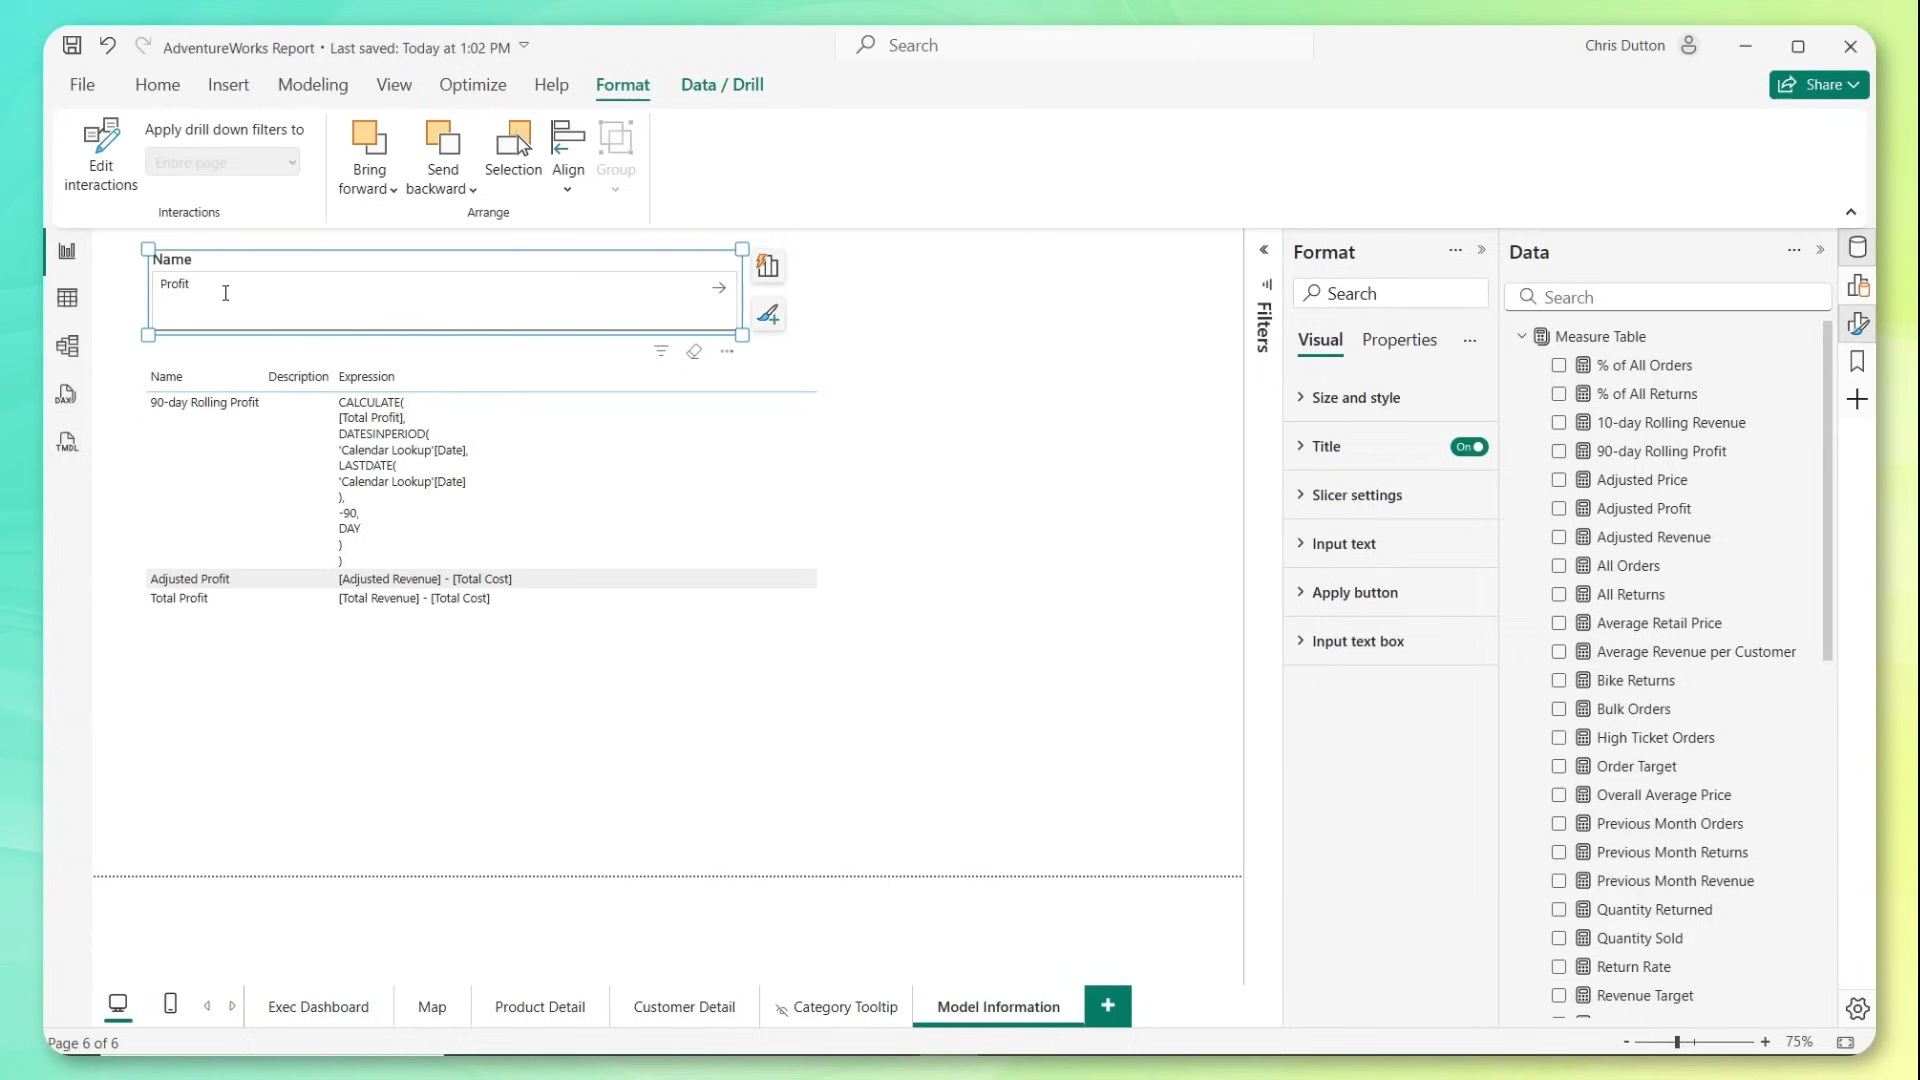 AdventureWorks Report • Last saved: Today at 1:02 PM
Search
Chris Dutton
File
Home
Insert
Modeling
View
Optimize
Help
Format
Data / Drill
Share
Edit
interactions
Apply drill down filters to
Entire page
Interactions
Bring
forward
Send
backward
Selection
Align
Group
Arrange
DAX
TMDL
Name
Profit
Name Description Expression
90-day Rolling Profit CALCULATE(
[Total Profit],
DATESINPERIOD(
'Calendar Lookup'[Date],
LASTDATE(
'Calendar Lookup'[Date]
),
-90,
DAY
)
)
Adjusted Profit [Adjusted Revenue] - [Total Cost]
Total Profit [Total Revenue] - [Total Cost]
Filters
Format
Search
Visual
Properties
Size and style
Title
On
Slicer settings
Input text
Apply button
Input text box
Data
Search
Measure Table
% of All Orders
% of All Returns
10-day Rolling Revenue
90-day Rolling Profit
Adjusted Price
Adjusted Profit
Adjusted Revenue
All Orders
All Returns
Average Retail Price
Average Revenue per Customer
Bike Returns
Bulk Orders
High Ticket Orders
Order Target
Overall Average Price
Previous Month Orders
Previous Month Returns
Previous Month Revenue
Quantity Returned
Quantity Sold
Return Rate
Revenue Target
Exec Dashboard
Map
Product Detail
Customer Detail
Category Tooltip
Model Information
Page 6 of 6
75%